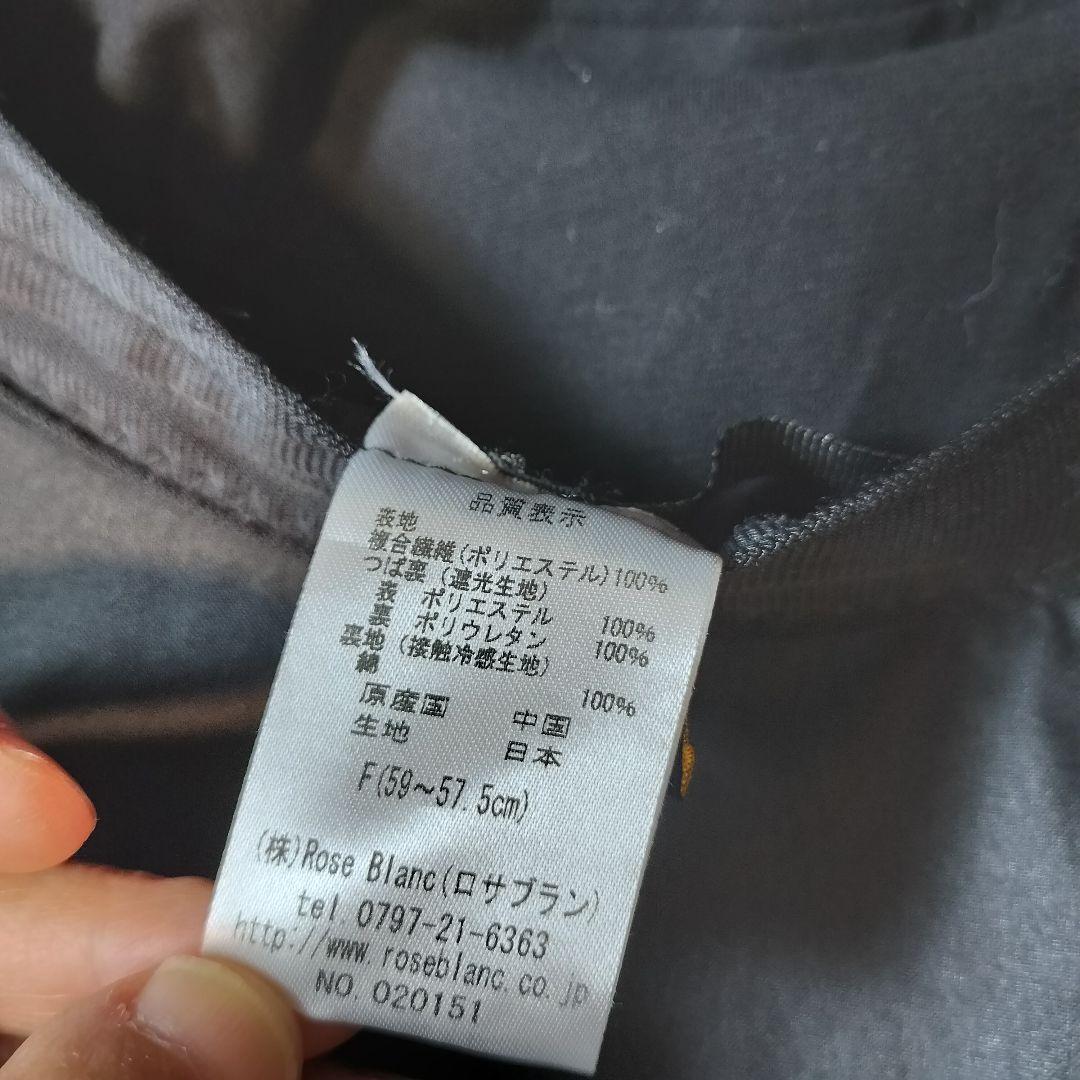 品質表示
表地
複合繊維(ポリエステル)100%
つば裏(遮光生地)
表 ポリエステル 100%
裏 ポリウレタン 100%
裏地(接触冷感生地)
綿 100%
原産国 中国
生地 日本
F(59～57.5cm)
(株)Rose Blanc(ロサブラン)
tel.0797-21-6363
http://www.roseblanc.co.jp
NO.020151